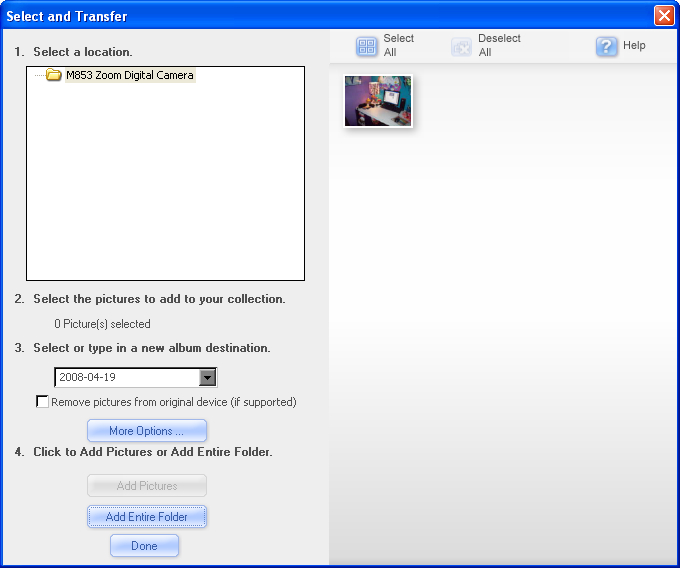 Select and Transfer
1. Select a location.
M853 Zoom Digital Camera
2. Select the pictures to add to your collection.
0 Picture(s) selected
3. Select or type in a new album destination.
2008-04-19
Remove pictures from original device (if supported)
More Options ...
4. Click to Add Pictures or Add Entire Folder.
Add Pictures
Add Entire Folder
Done
Select
All
Deselect
All
? Help